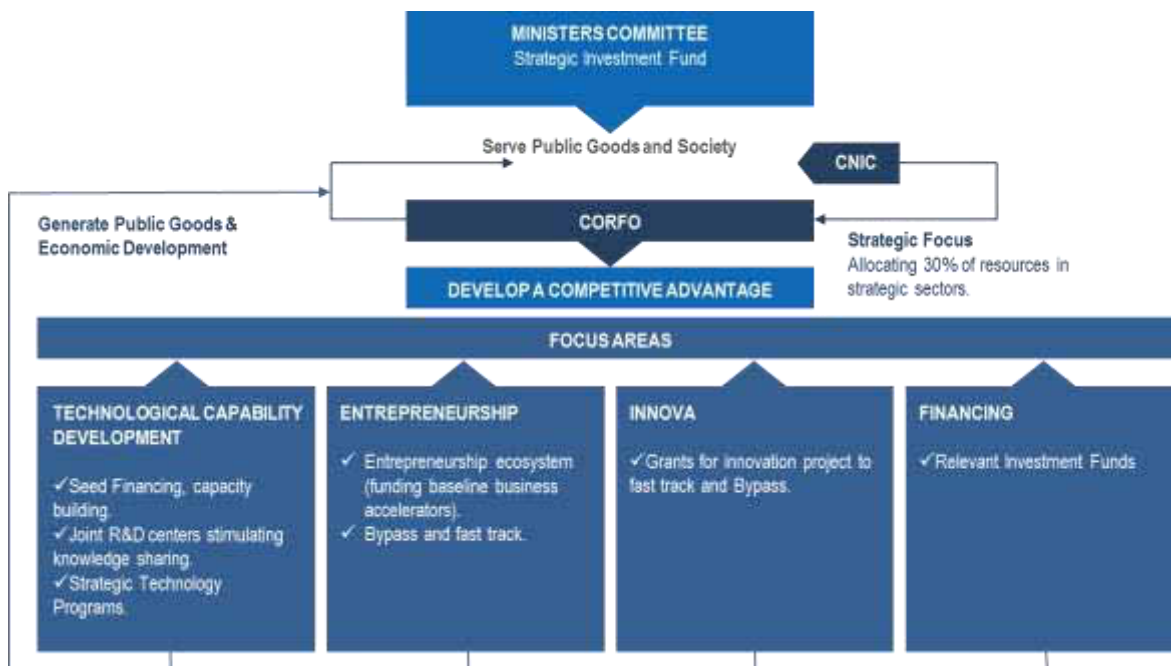 MINISTERS COMMITTEE
Strategic Investment Fund
Serve Public Goods and Society
CNIC
Generate Public Goods &
Economic Development
CORFO
Strategic Focus
Allocating 30% of resources in
strategic sectors.
DEVELOP A COMPETITIVE ADVANTAGE
FOCUS AREAS
TECHNOLOGICAL CAPABILITY
DEVELOPMENT
✓Seed Financing, capacity
building.
✓Joint R&D centers stimulating
knowledge sharing.
✓Strategic Technology
Programs.
ENTREPRENEURSHIP
✓ Entrepreneurship ecosystem
(funding baseline business
accelerators).
✓ Bypass and fast track.
INNOVA
✓Grants for innovation project to
fast track and Bypass.
FINANCING
✓Relevant Investment Funds